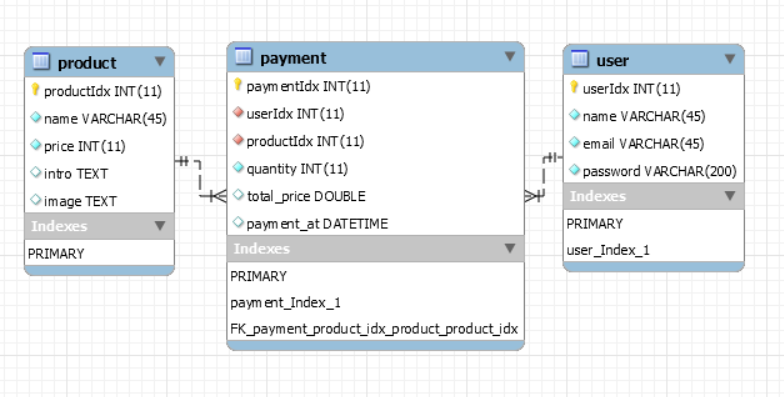 product
productIdx INT(11)
name VARCHAR(45)
price INT(11)
intro TEXT
image TEXT
Indexes
PRIMARY
payment
paymentIdx INT(11)
userIdx INT(11)
productIdx INT(11)
quantity INT(11)
total_price DOUBLE
payment_at DATETIME
Indexes
PRIMARY
payment_Index_1
FK_payment_product_idx_product_product_idx
user
userIdx INT(11)
name VARCHAR(45)
email VARCHAR(45)
password VARCHAR(200)
Indexes
PRIMARY
user_Index_1